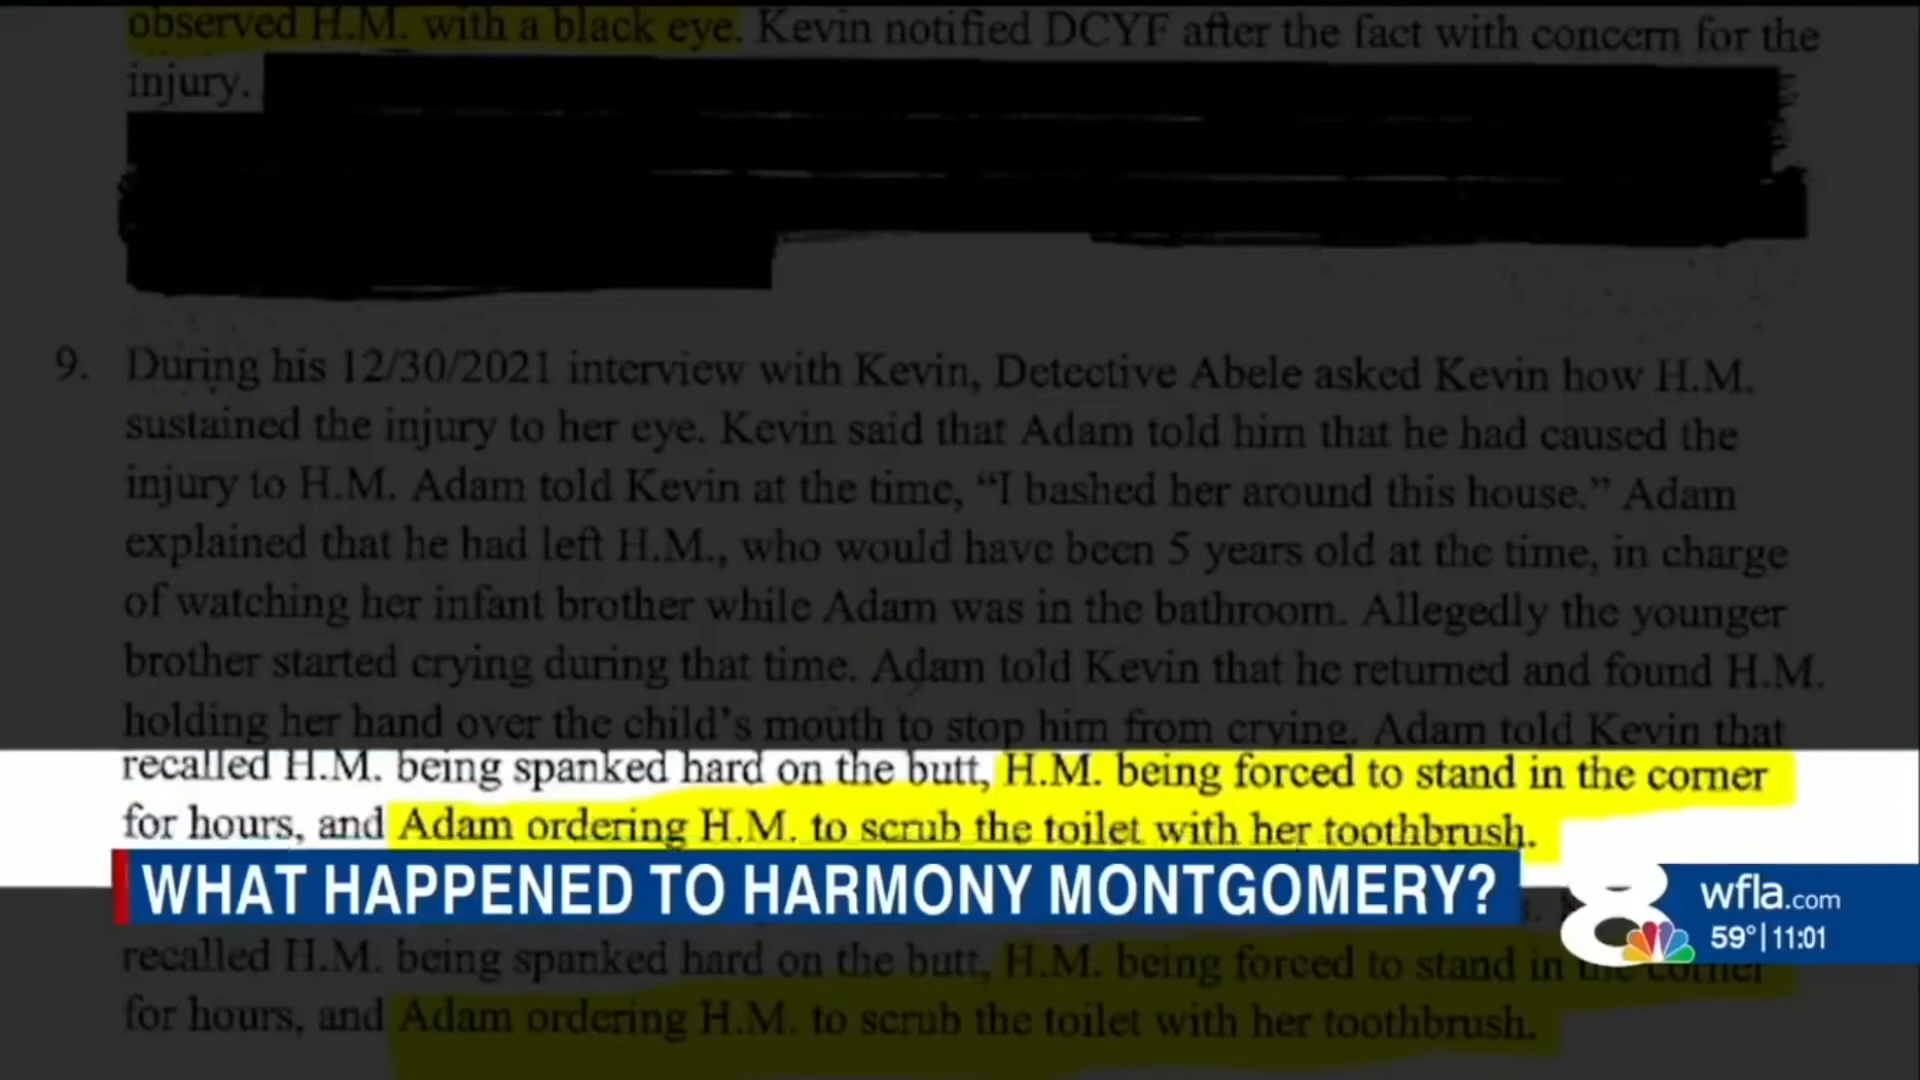 observed H.M. with a black eye. Kevin notified DCYF after the fact with concern for the
injury.
9. During his 12/30/2021 interview with Kevin, Detective Abele asked Kevin how H.M.
sustained the injury to her eye. Kevin said that Adam told him that he had caused the
injury to H.M. Adam told Kevin at the time, “I bashed her around this house.” Adam
explained that he had left H.M., who would have been 5 years old at the time, in charge
of watching her infant brother while Adam was in the bathroom. Allegedly the younger
brother started crying during that time. Adam told Kevin that he returned and found H.M.
holding her hand over the child’s mouth to stop him from crying. Adam told Kevin that
recalled H.M. being spanked hard on the butt, H.M. being forced to stand in the corner
for hours, and Adam ordering H.M. to scrub the toilet with her toothbrush.
WHAT HAPPENED TO HARMONY MONTGOMERY?
8
wfla.com
59° | 11:01
recalled H.M. being spanked hard on the butt, H.M. being forced to stand in the corner
for hours, and Adam ordering H.M. to scrub the toilet with her toothbrush.